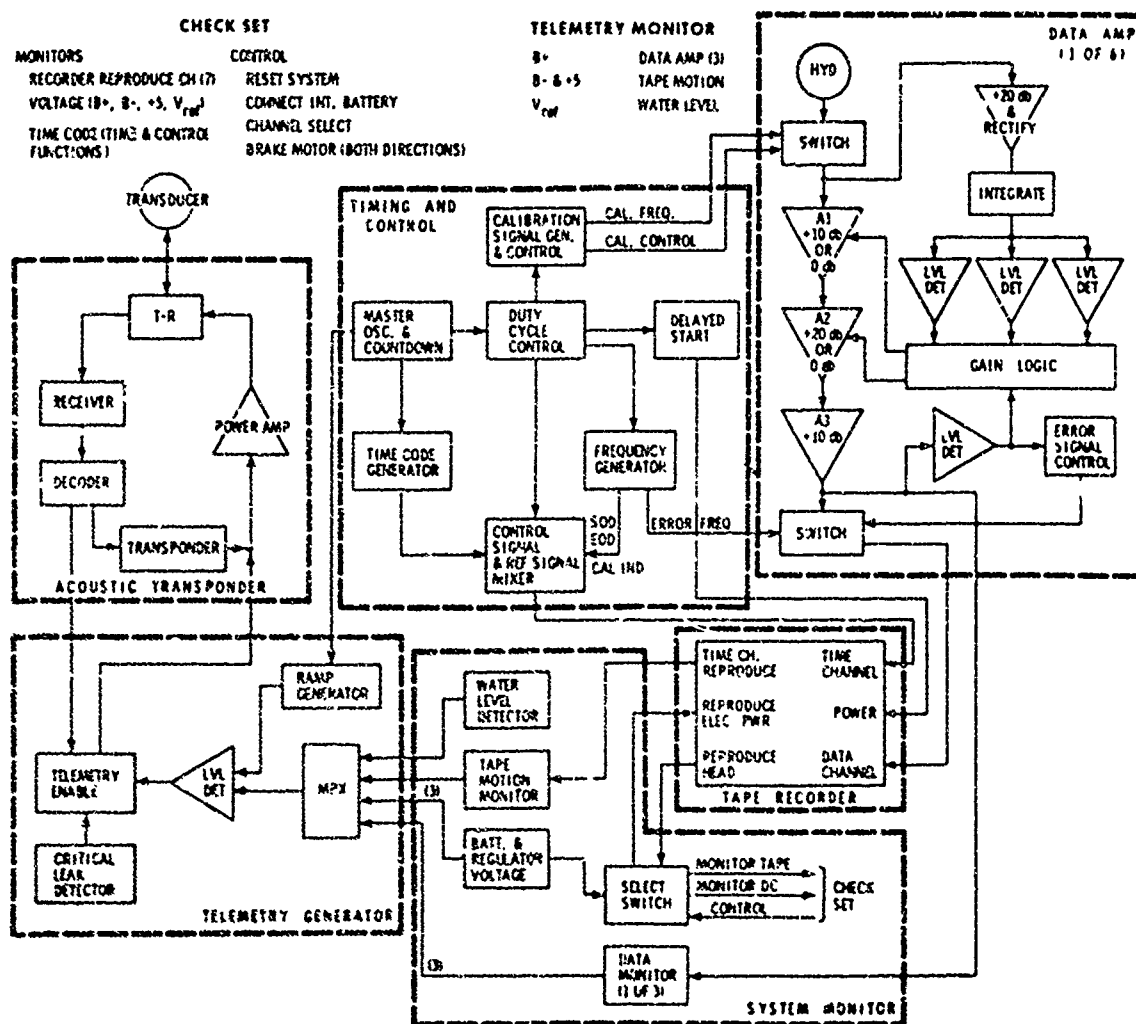 CHECK SET
MONITORS
RECORDER REPRODUCE CH (7)
VOLTAGE (B+, B-, +5, Vref)
TIME CODE (TIME & CONTROL
FUNCTIONS)
CONTROL
RESET SYSTEM
CONNECT INT. BATTERY
CHANNEL SELECT
BRAKE MOTOR (BOTH DIRECTIONS)
TELEMETRY MONITOR
B+
B- & +5
Vref
DATA AMP (3)
TAPE MOTION
WATER LEVEL
DATA AMP
(1 OF 6)
HYD
SWITCH
+20 db
&
RECTIFY
INTEGRATE
LVL
DET
LVL
DET
LVL
DET
GAIN LOGIC
A1
+10 db
OR
0 db
A2
+20 db
OR
0 db
A3
+10 db
LVL
DET
ERROR
SIGNAL
CONTROL
SWITCH
TIMING AND
CONTROL
CALIBRATION
SIGNAL GEN.
& CONTROL
CAL. FREQ.
CAL. CONTROL
MASTER
OSC. &
COUNTDOWN
DUTY
CYCLE
CONTROL
DELAYED
START
TIME CODE
GENERATOR
FREQUENCY
GENERATOR
CONTROL
SIGNAL
& REF SIGNAL
MIXER
SOD
EOD
CAL IND
ERROR FREQ
TRANSDUCER
T-R
RECEIVER
POWER AMP
DECODER
TRANSPONDER
ACOUSTIC TRANSPONDER
RAMP
GENERATOR
TELEMETRY
ENABLE
LVL
DET
MPX
CRITICAL
LEAK
DETECTOR
TELEMETRY GENERATOR
WATER
LEVEL
DETECTOR
TAPE
MOTION
MONITOR
(3)
BATT. &
REGULATOR
VOLTAGE
SELECT
SWITCH
MONITOR TAPE
MONITOR DC
CONTROL
CHECK
SET
(3)
DATA
MONITOR
(1 OF 3)
SYSTEM MONITOR
TIME CH.
REPRODUCE
TIME
CHANNEL
REPRODUCE
ELEC PWR
POWER
REPRODUCE
HEAD
DATA
CHANNEL
TAPE RECORDER